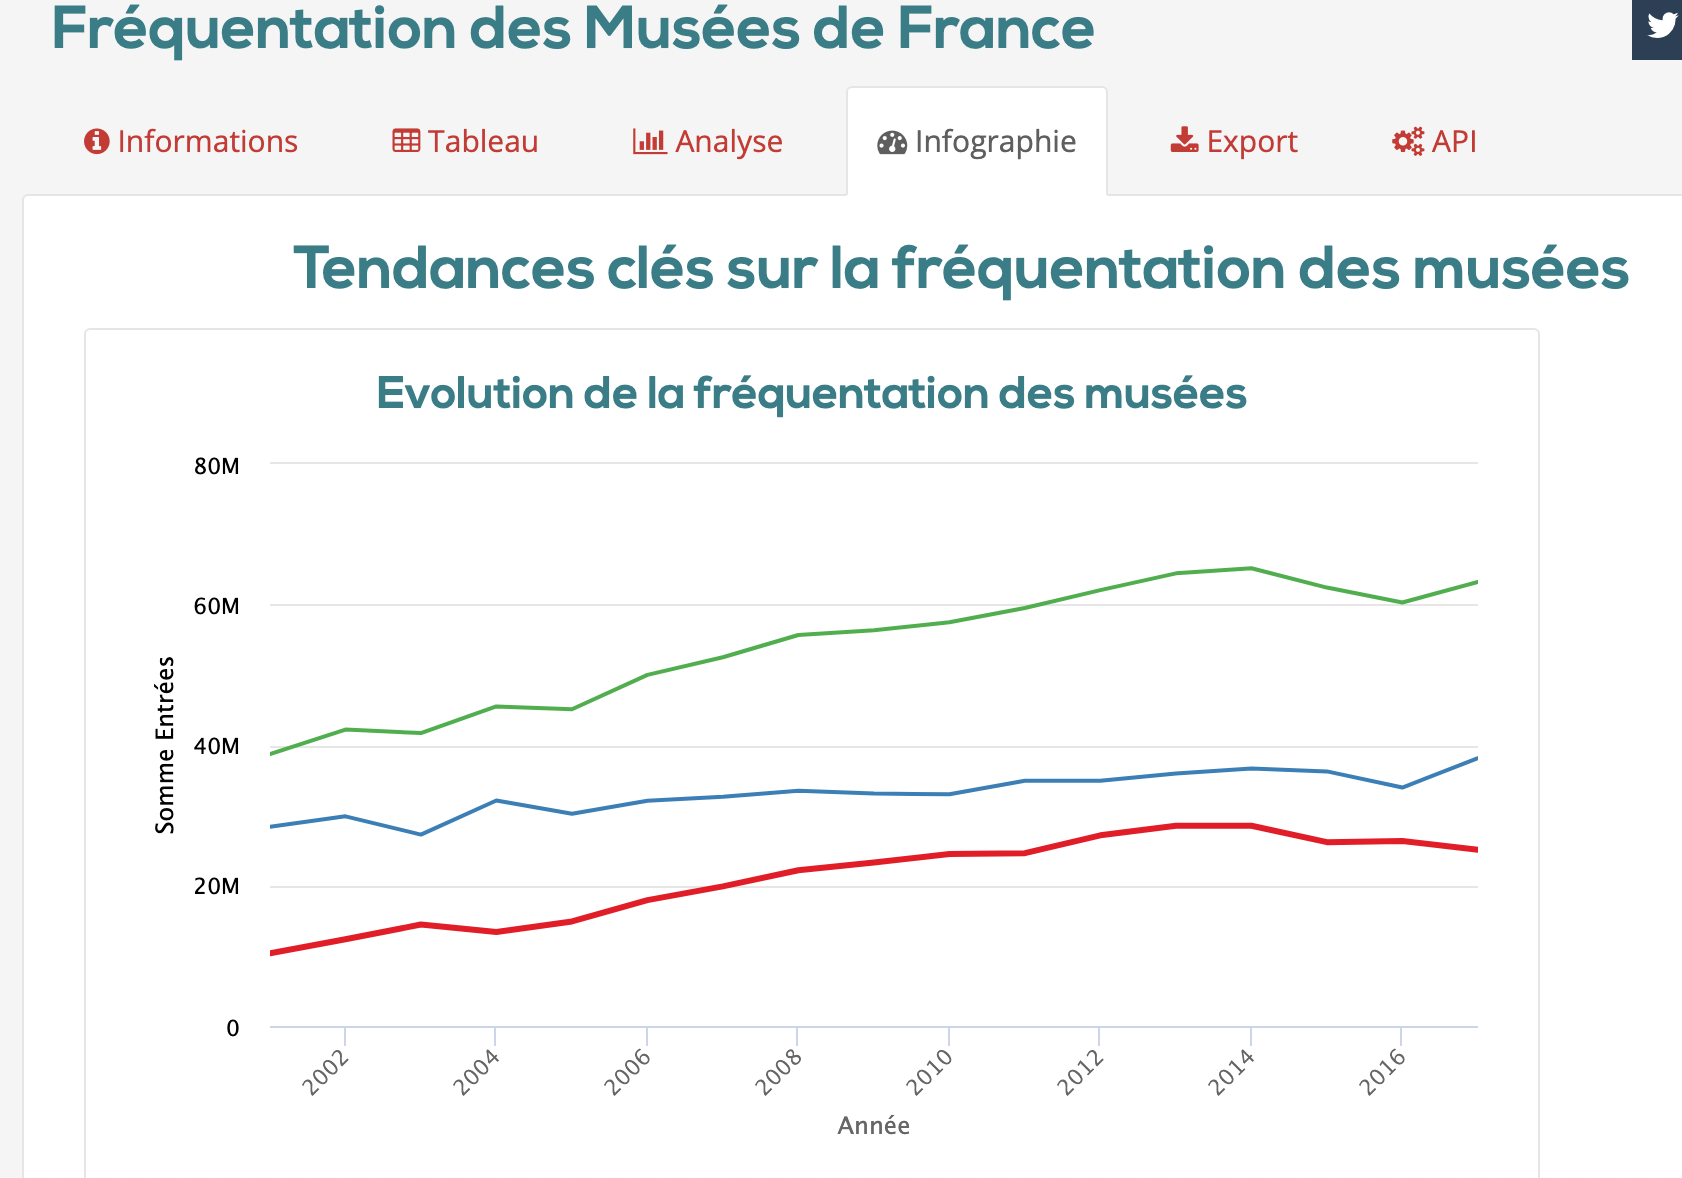 Fréquentation des Musées de France
Informations Tableau Analyse Infographie Export API
Tendances clés sur la fréquentation des musées
Evolution de la fréquentation des musées
80M
60M
40M
20M
0
Somme Entrées
2002 2004 2006 2008 2010 2012 2014 2016
Année